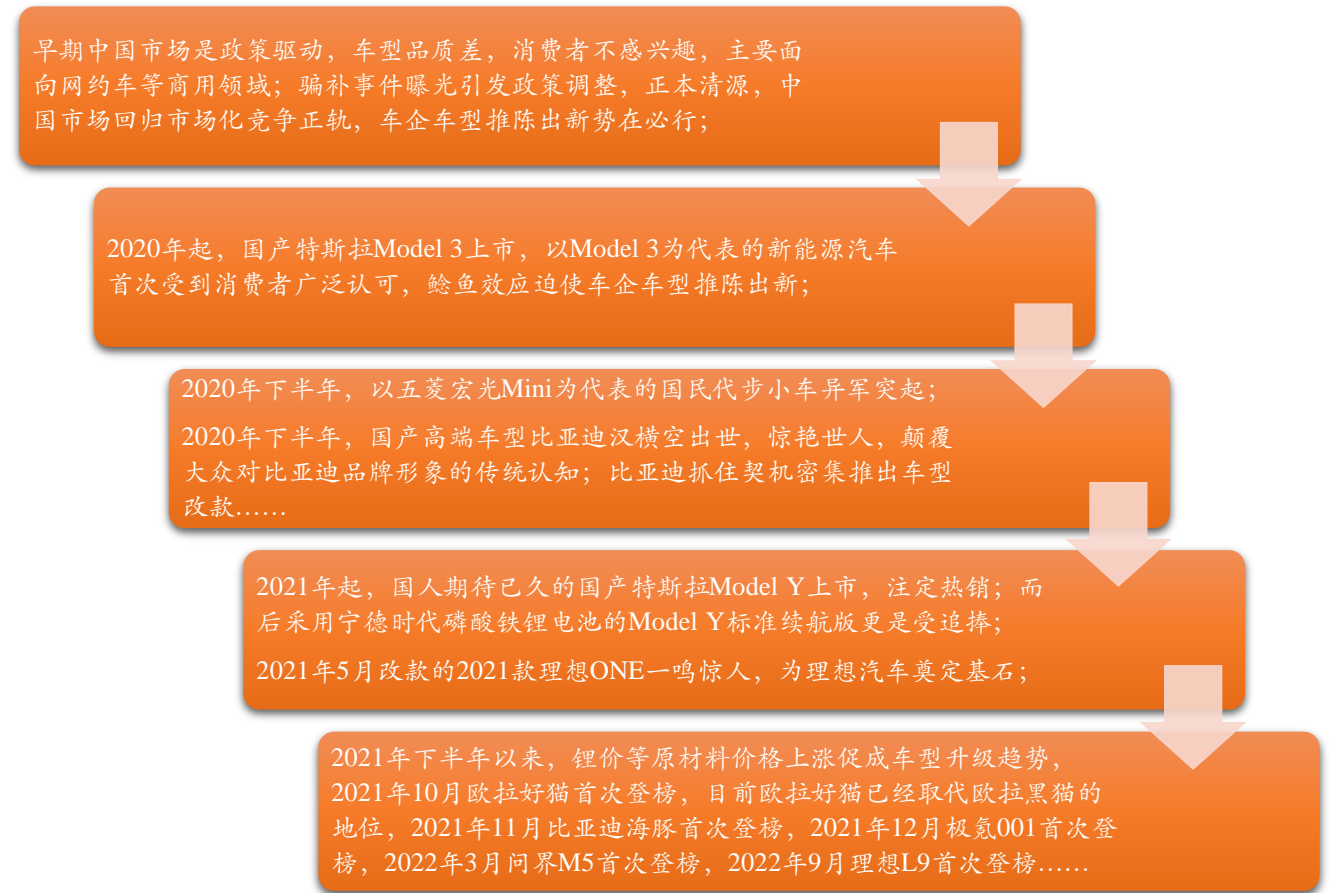 早期中国市场是政策驱动，车型品质差，消费者不感兴趣，主要面
向网约车等商用领域；骗补事件曝光引发政策调整，正本清源，中
国市场回归市场化竞争正轨，车企车型推陈出新势在必行；
2020年起，国产特斯拉Model 3上市，以Model 3为代表的新能源汽车
首次受到消费者广泛认可，鲶鱼效应迫使车企车型推陈出新；
2020年下半年，以五菱宏光Mini为代表的国民代步小车异军突起；
2020年下半年，国产高端车型比亚迪汉横空出世，惊艳世人，颠覆
大众对比亚迪品牌形象的传统认知；比亚迪抓住契机密集推出车型
改款……
2021年起，国人期待已久的国产特斯拉Model Y上市，注定热销；而
后采用宁德时代磷酸铁锂电池的Model Y标准续航版更是受追捧；
2021年5月改款的2021款理想ONE一鸣惊人，为理想汽车奠定基石；
2021年下半年以来，锂价等原材料价格上涨促成车型升级趋势，
2021年10月欧拉好猫首次登榜，目前欧拉好猫已经取代欧拉黑猫的
地位，2021年11月比亚迪海豚首次登榜，2021年12月极氪001首次登
榜，2022年3月问界M5首次登榜，2022年9月理想L9首次登榜……